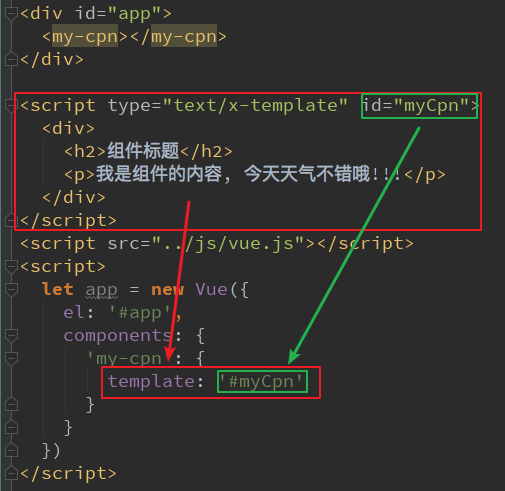 <div id="app">
  <my-cpn></my-cpn>
</div>
<script type="text/x-template" id="myCpn">
  <div>
    <h2>组件标题</h2>
    <p>我是组件的内容, 今天天气不错哦!!!</p>
  </div>
</script>
<script src="../js/vue.js"></script>
<script>
  let app = new Vue({
    el: '#app',
    components: {
      'my-cpn': {
        template: '#myCpn'
      }
    }
  })
</script>